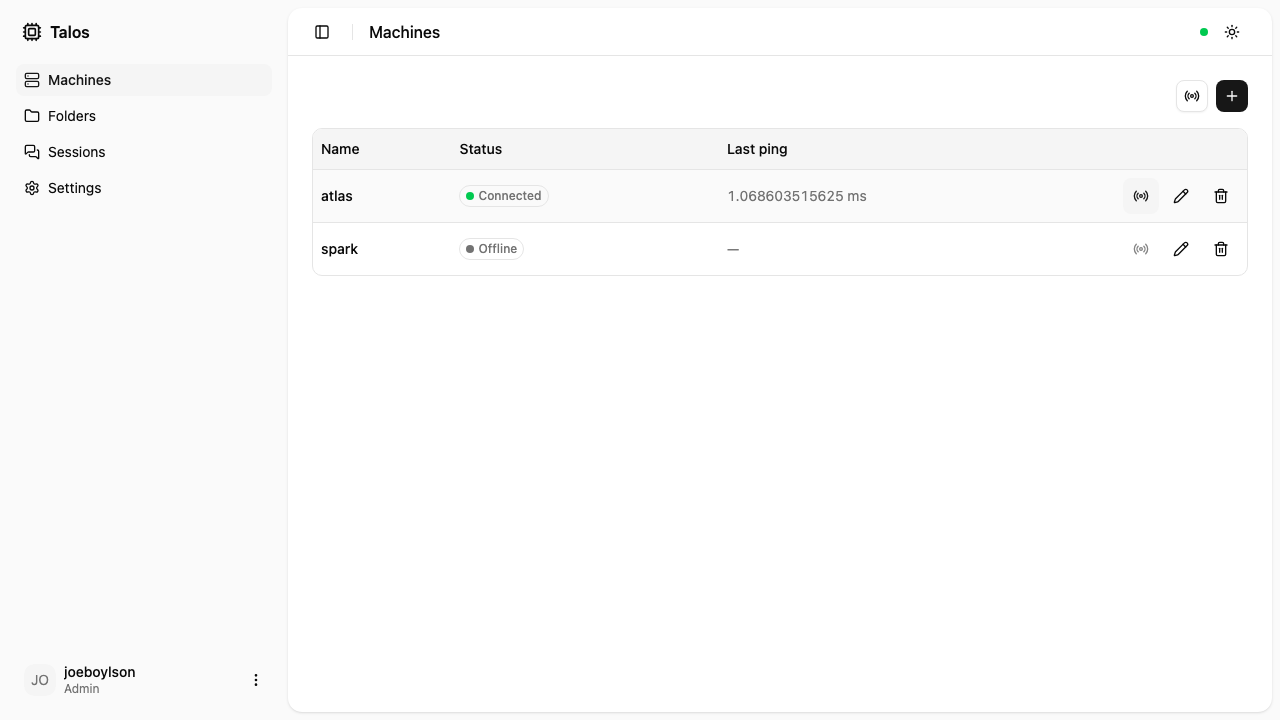 Talos
Machines
Folders
Sessions
Settings
Machines
Name Status Last ping
atlas Connected 1.068603515625 ms
spark Offline —
JO joeboylson
Admin